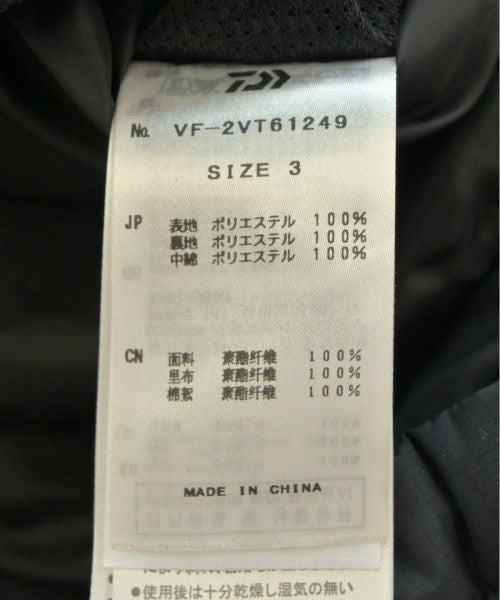 No. VF-2VT61249
SIZE 3
JP 表地 ポリエステル 100%
裏地 ポリエステル 100%
中綿 ポリエステル 100%
CN 面料 聚酯纤维 100%
里布 聚酯纤维 100%
棉絮 聚酯纤维 100%
MADE IN CHINA
●使用後は十分乾燥し湿気の無い